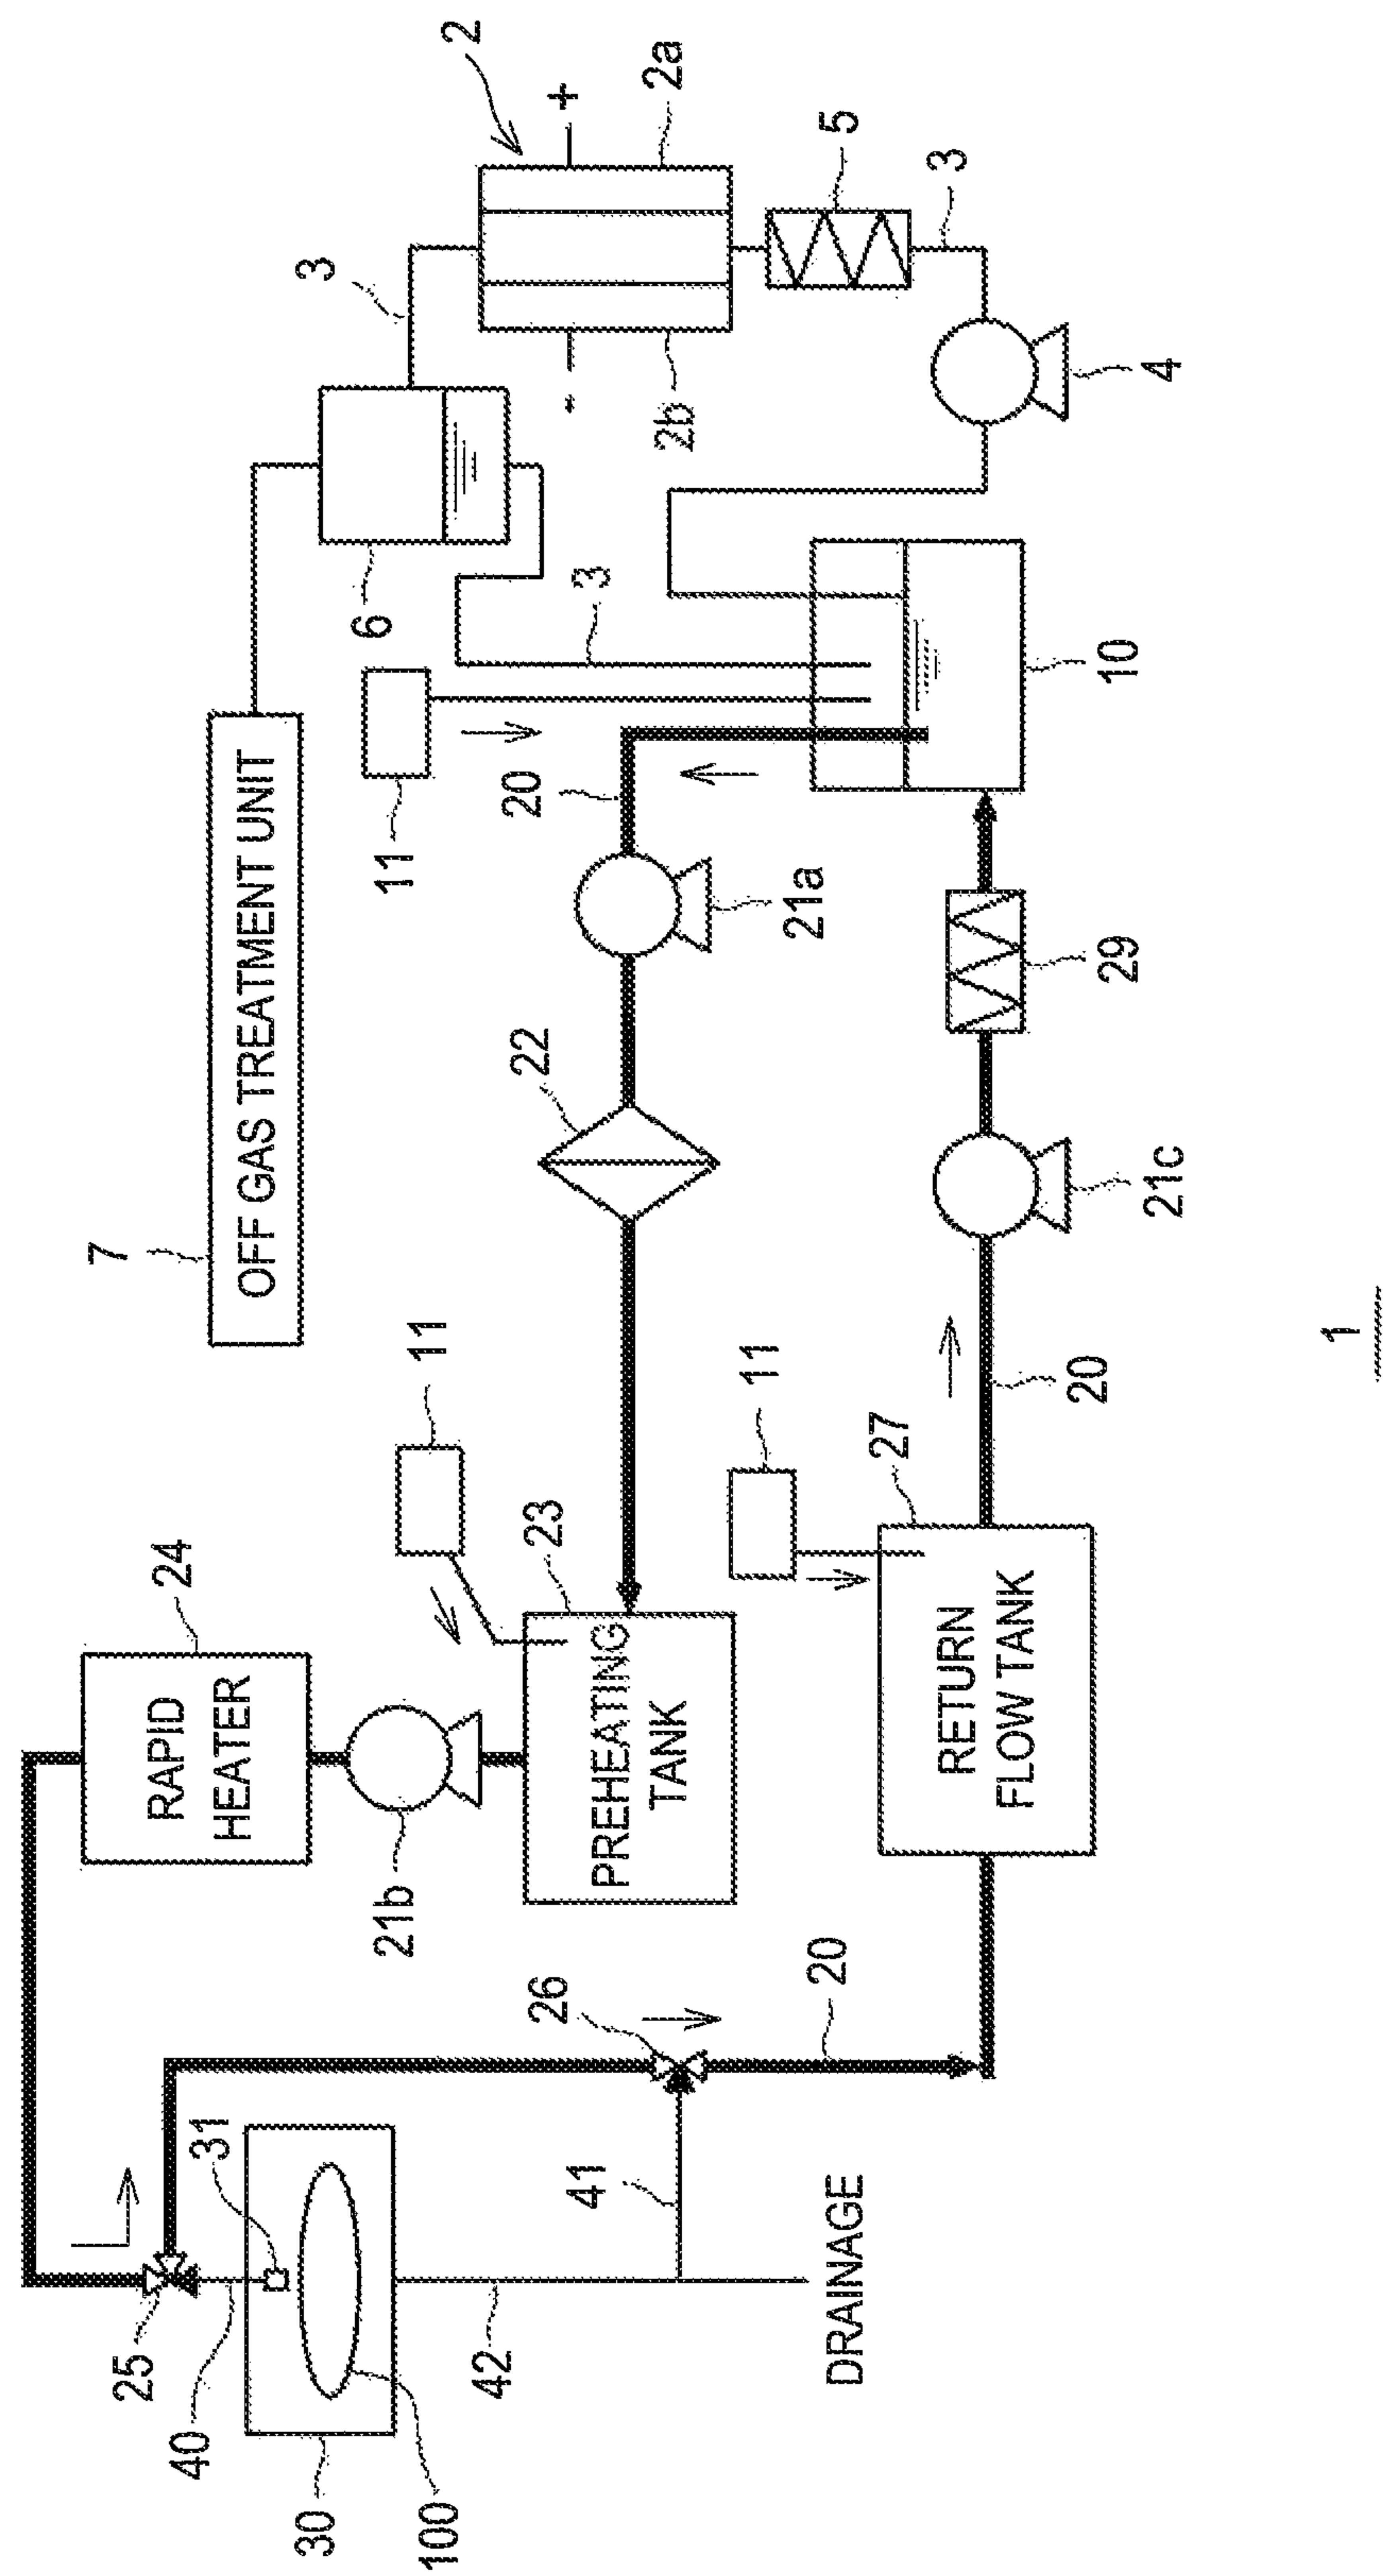 7
25
24
RAPID
HEATER
40
31
OFF GAS TREATMENT UNIT
30
3
6
21b
11
100
11
2
42
22
20
26
23
-
+
41
3
PREHEATING
TANK
2b
2a
11
21a
20
5
DRAINAGE
27
3
RETURN
FLOW TANK
20
29
10
21c
4
1